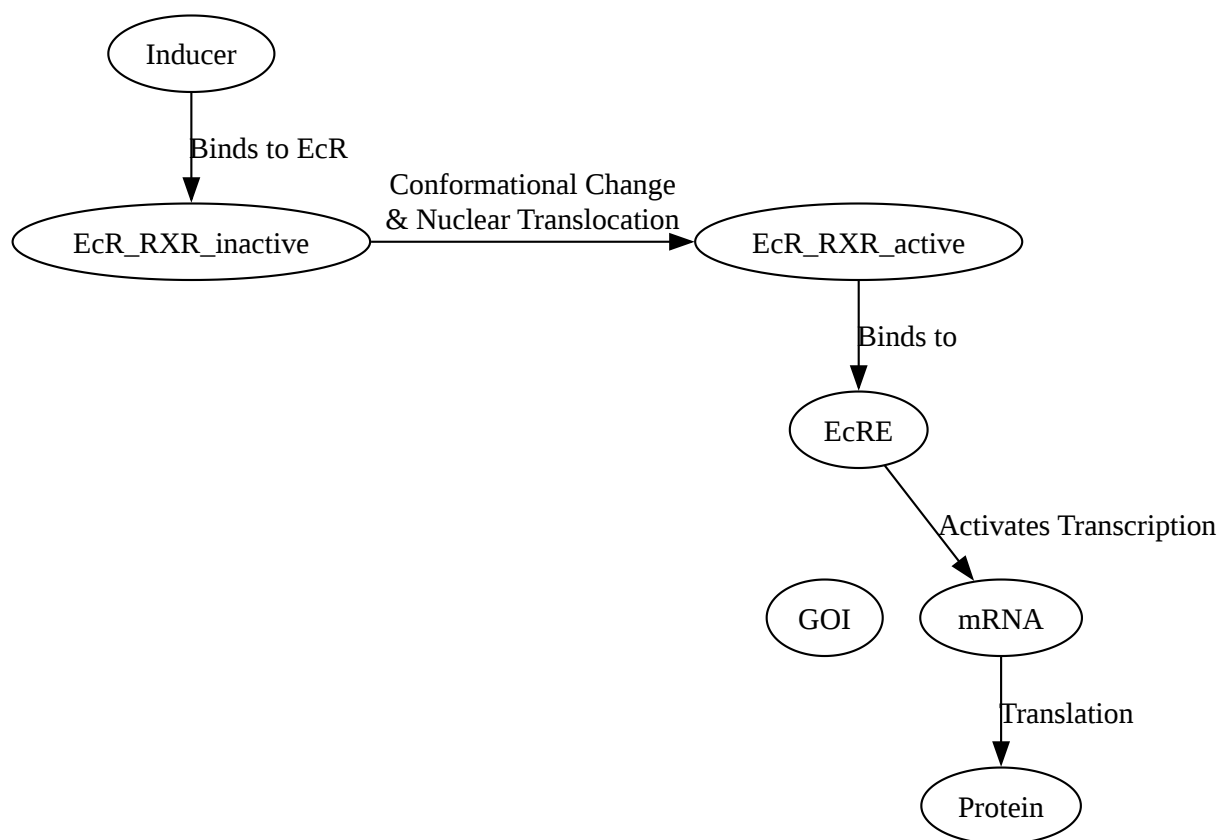 Inducer
Binds to EcR
Conformational Change
& Nuclear Translocation
EcR_RXR_inactive
EcR_RXR_active
Binds to
EcRE
Activates Transcription
GOI
mRNA
Translation
Protein